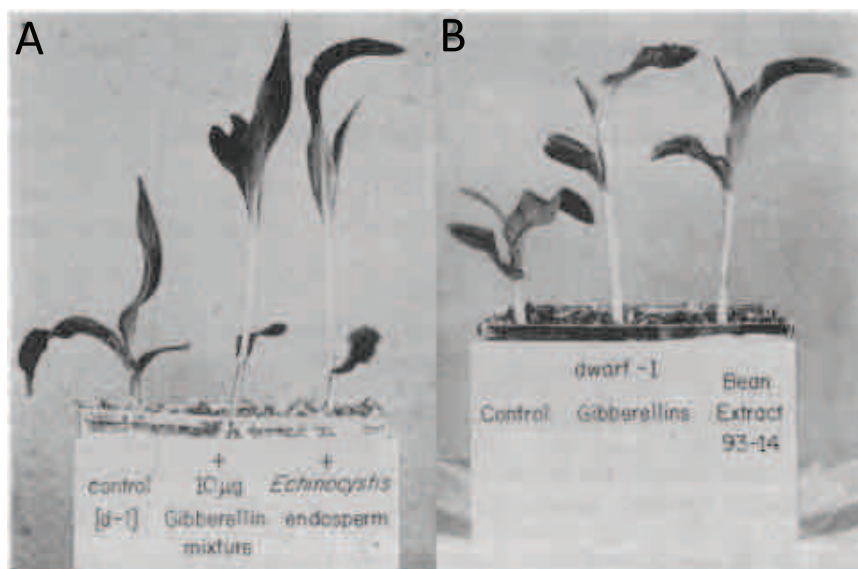 A
B
+ +
control 10 µg Echinocystis
[d-1] Gibberellin endosperm
mixture
dwarf -1
Control Gibberellins Bean
Extract
93-14